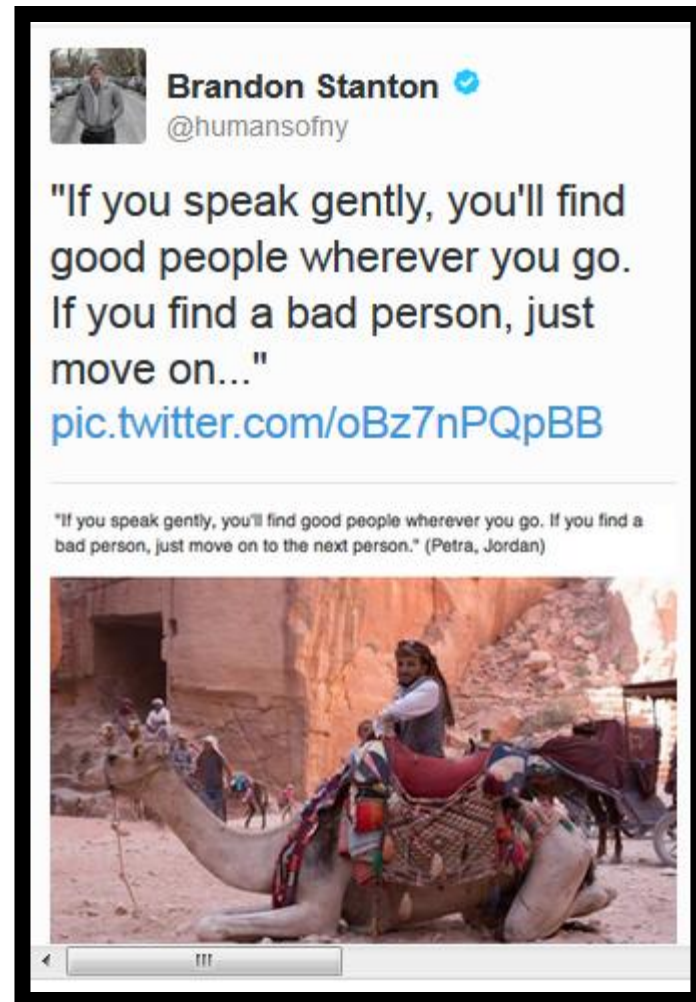 Brandon Stanton
@humansofny
"If you speak gently, you'll find
good people wherever you go.
If you find a bad person, just
move on..."
pic.twitter.com/oBz7nPQpBB
"If you speak gently, you'll find good people wherever you go. If you find a
bad person, just move on to the next person." (Petra, Jordan)